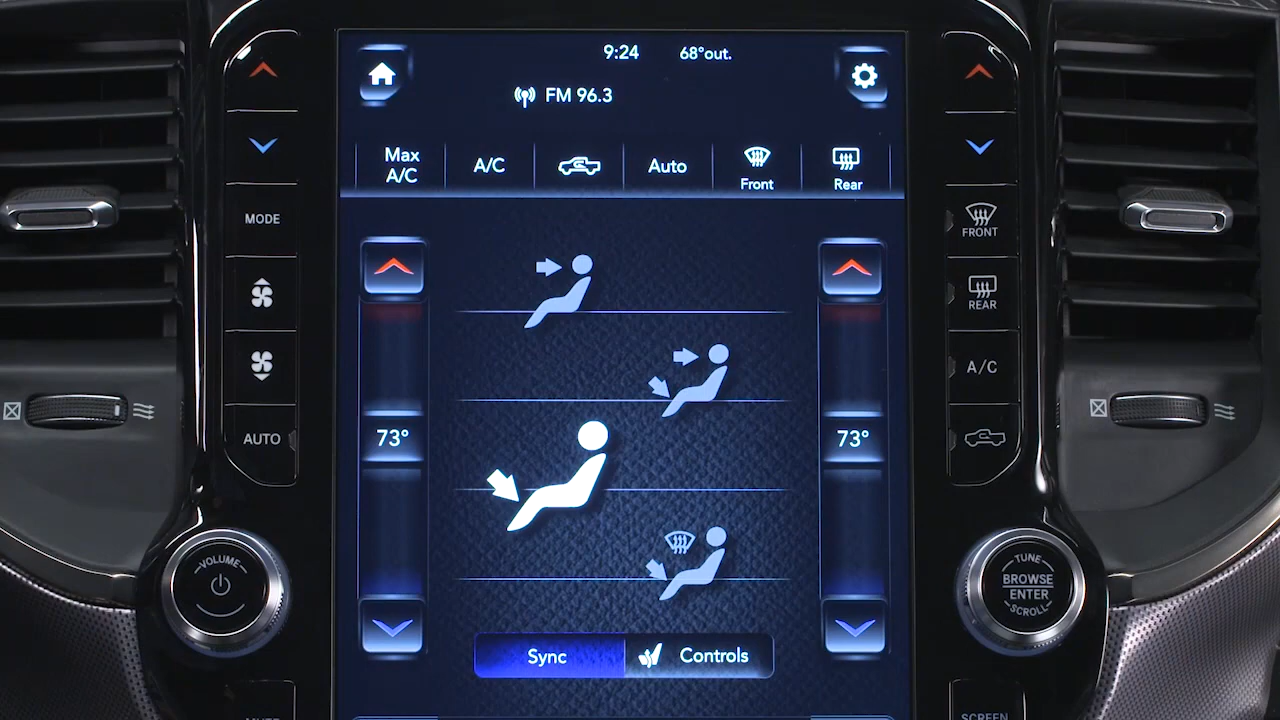 9:24 68°out.
FM 96.3
Max
A/C
A/C
Auto
Front
Rear
MODE
AUTO
73°
73°
FRONT
REAR
A/C
VOLUME
TUNE
BROWSE
ENTER
SCROLL
Sync
Controls
MUTE
SCREEN